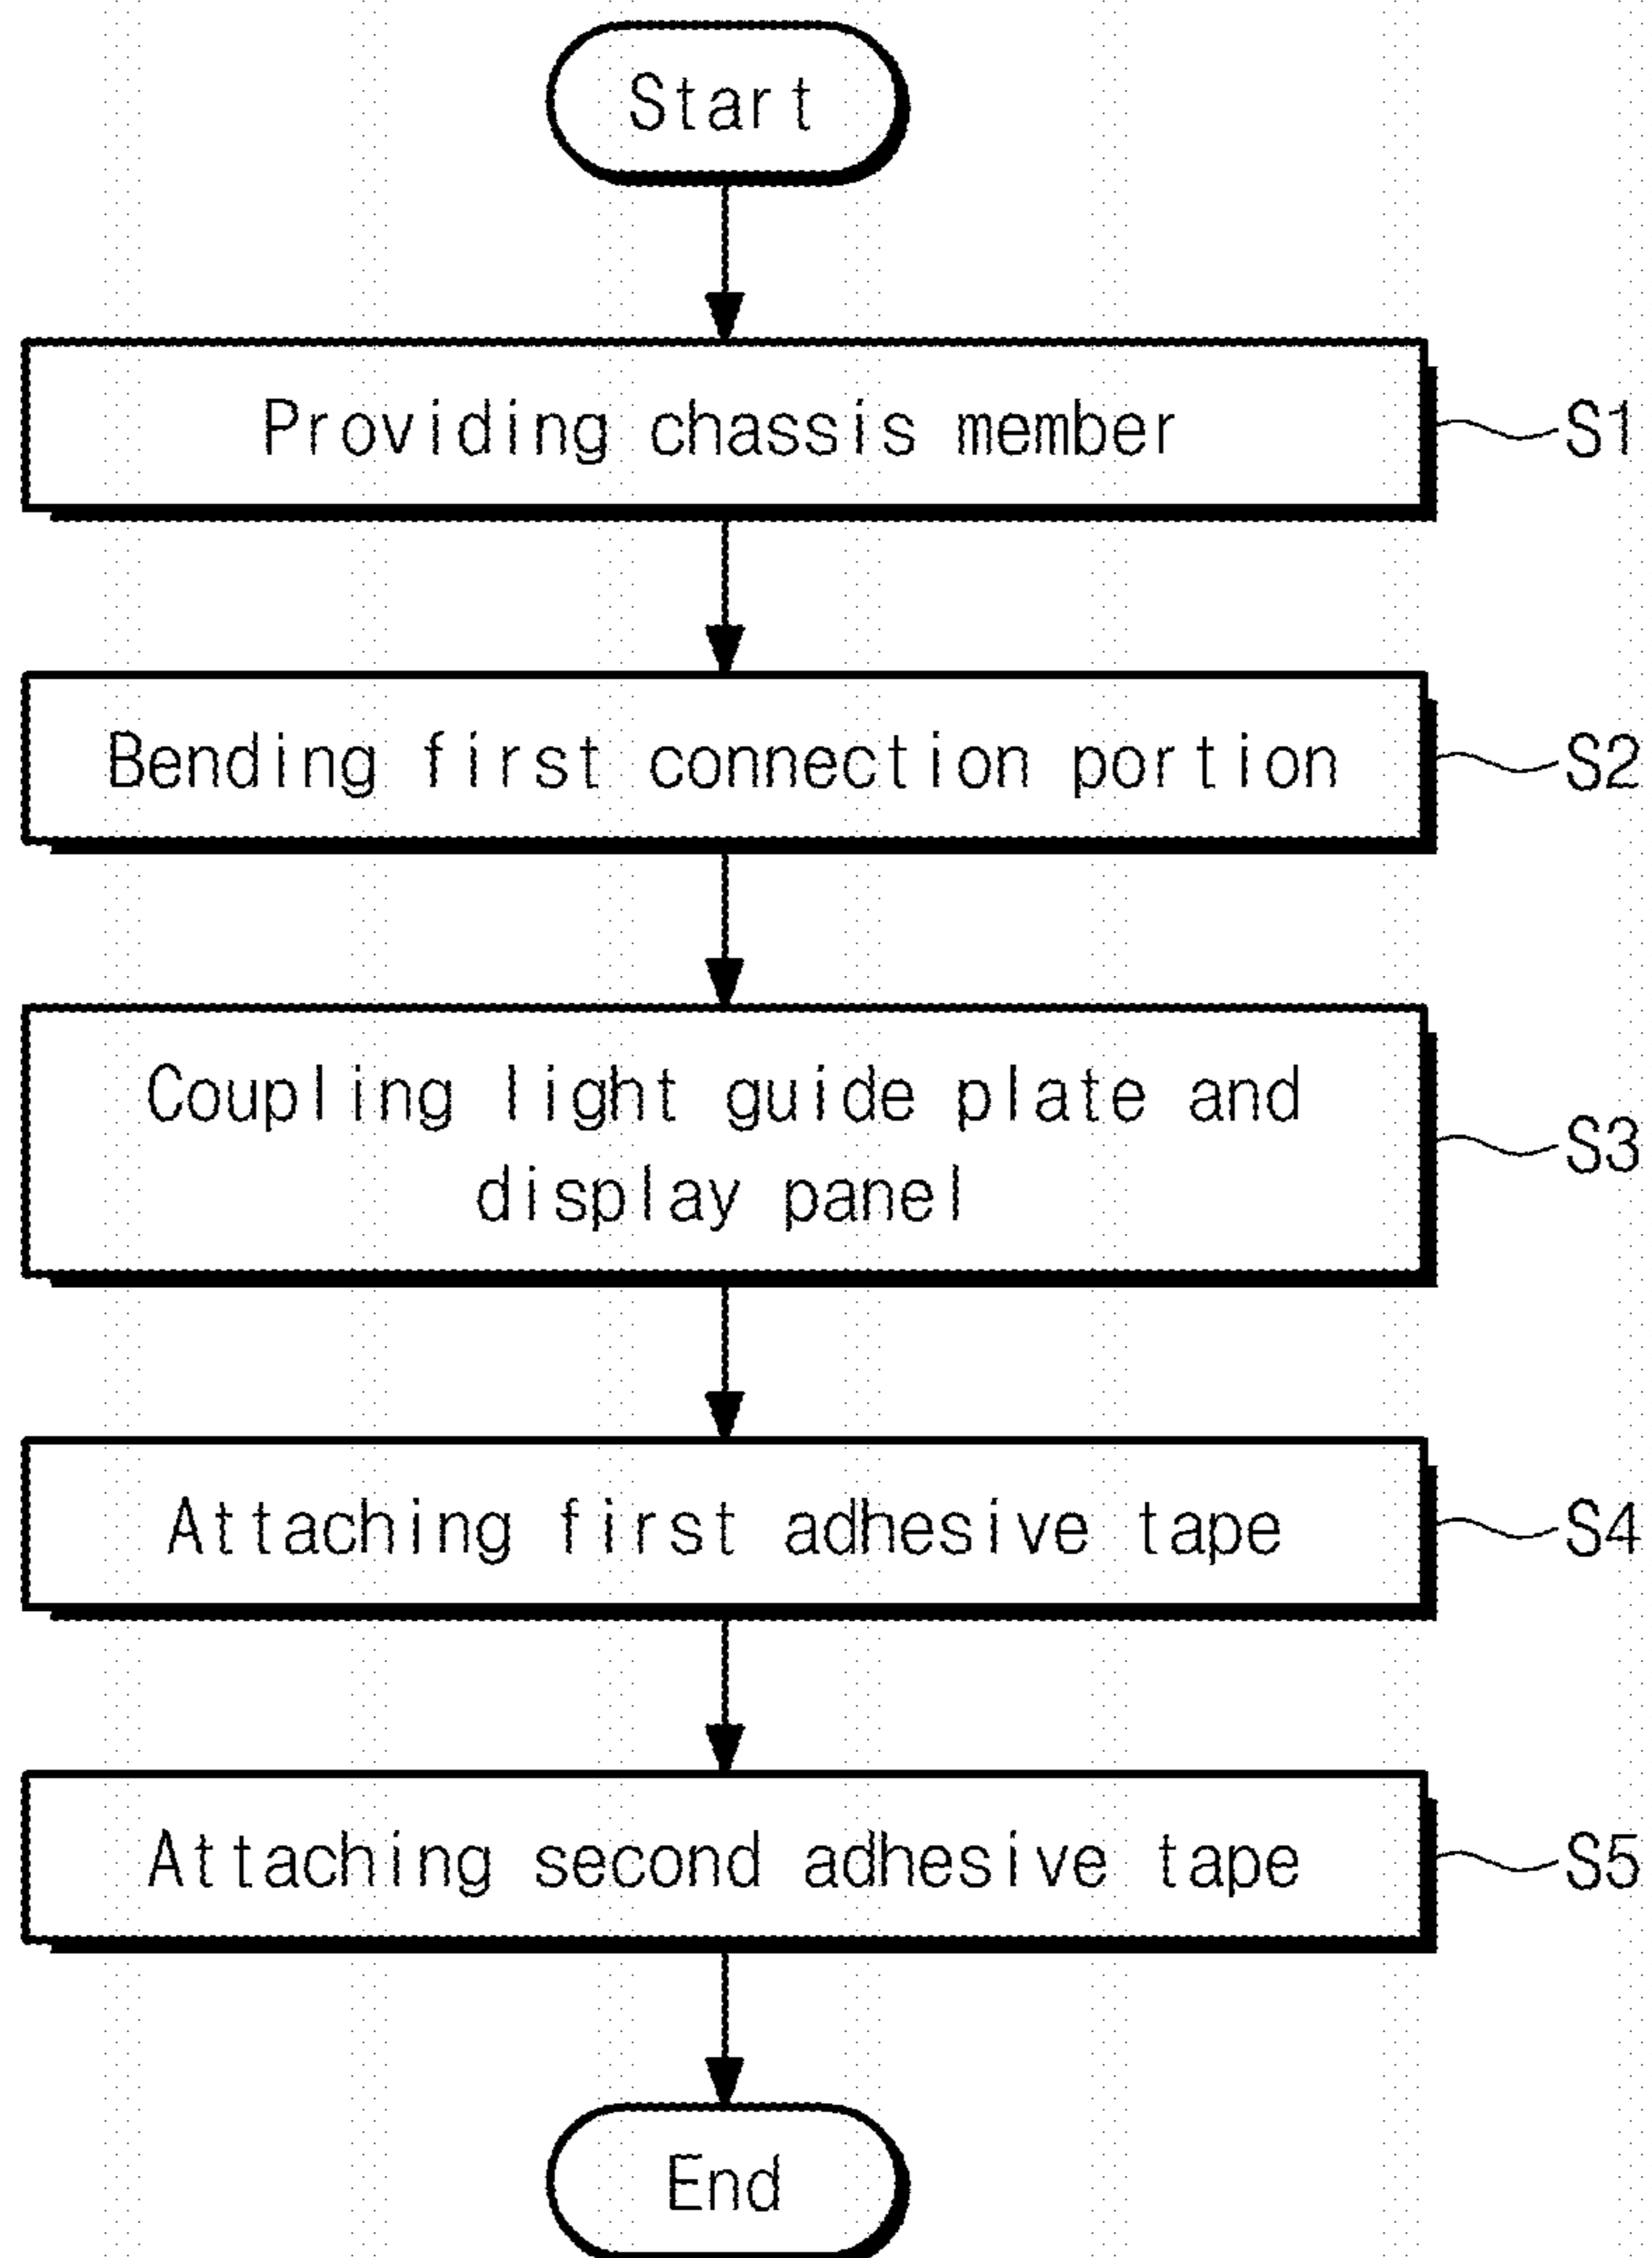 Start
Providing chassis member
S1
Bending first connection portion
S2
Coupling light guide plate and
display panel
S3
Attaching first adhesive tape
S4
Attaching second adhesive tape
S5
End